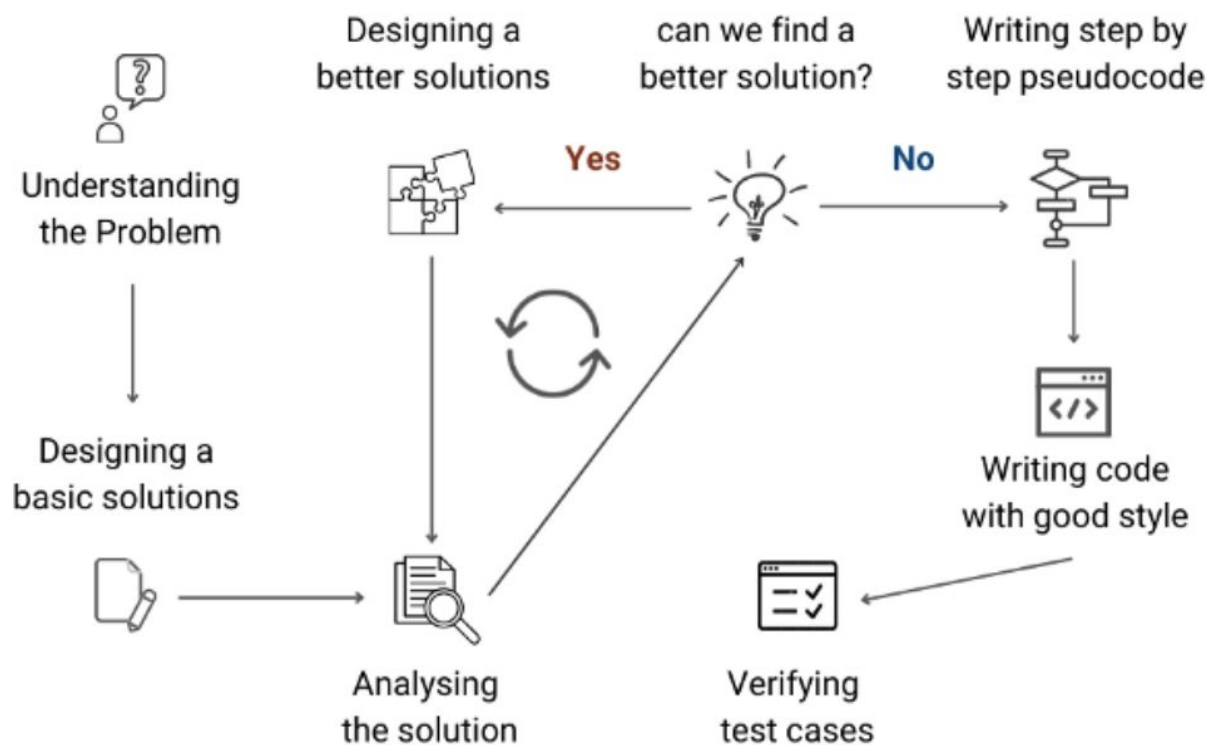 Understanding
the Problem
Designing a
basic solutions
Analysing
the solution
can we find a
better solution?
Yes
Designing a
better solutions
No
Writing step by
step pseudocode
</>
Writing code
with good style
Verifying
test cases